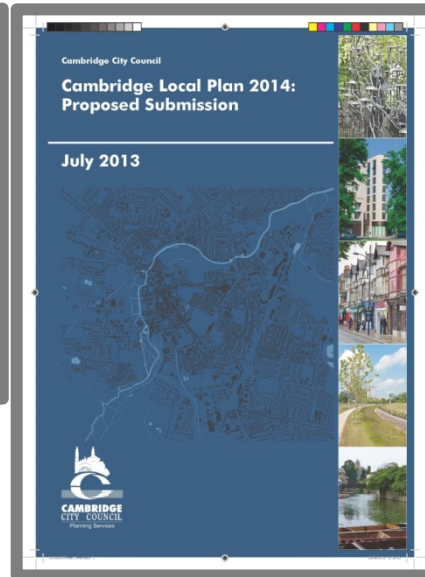 Cambridge City Council
Cambridge Local Plan 2014:
Proposed Submission
July 2013
CAMBRIDGE
CITY COUNCIL
Planning Services